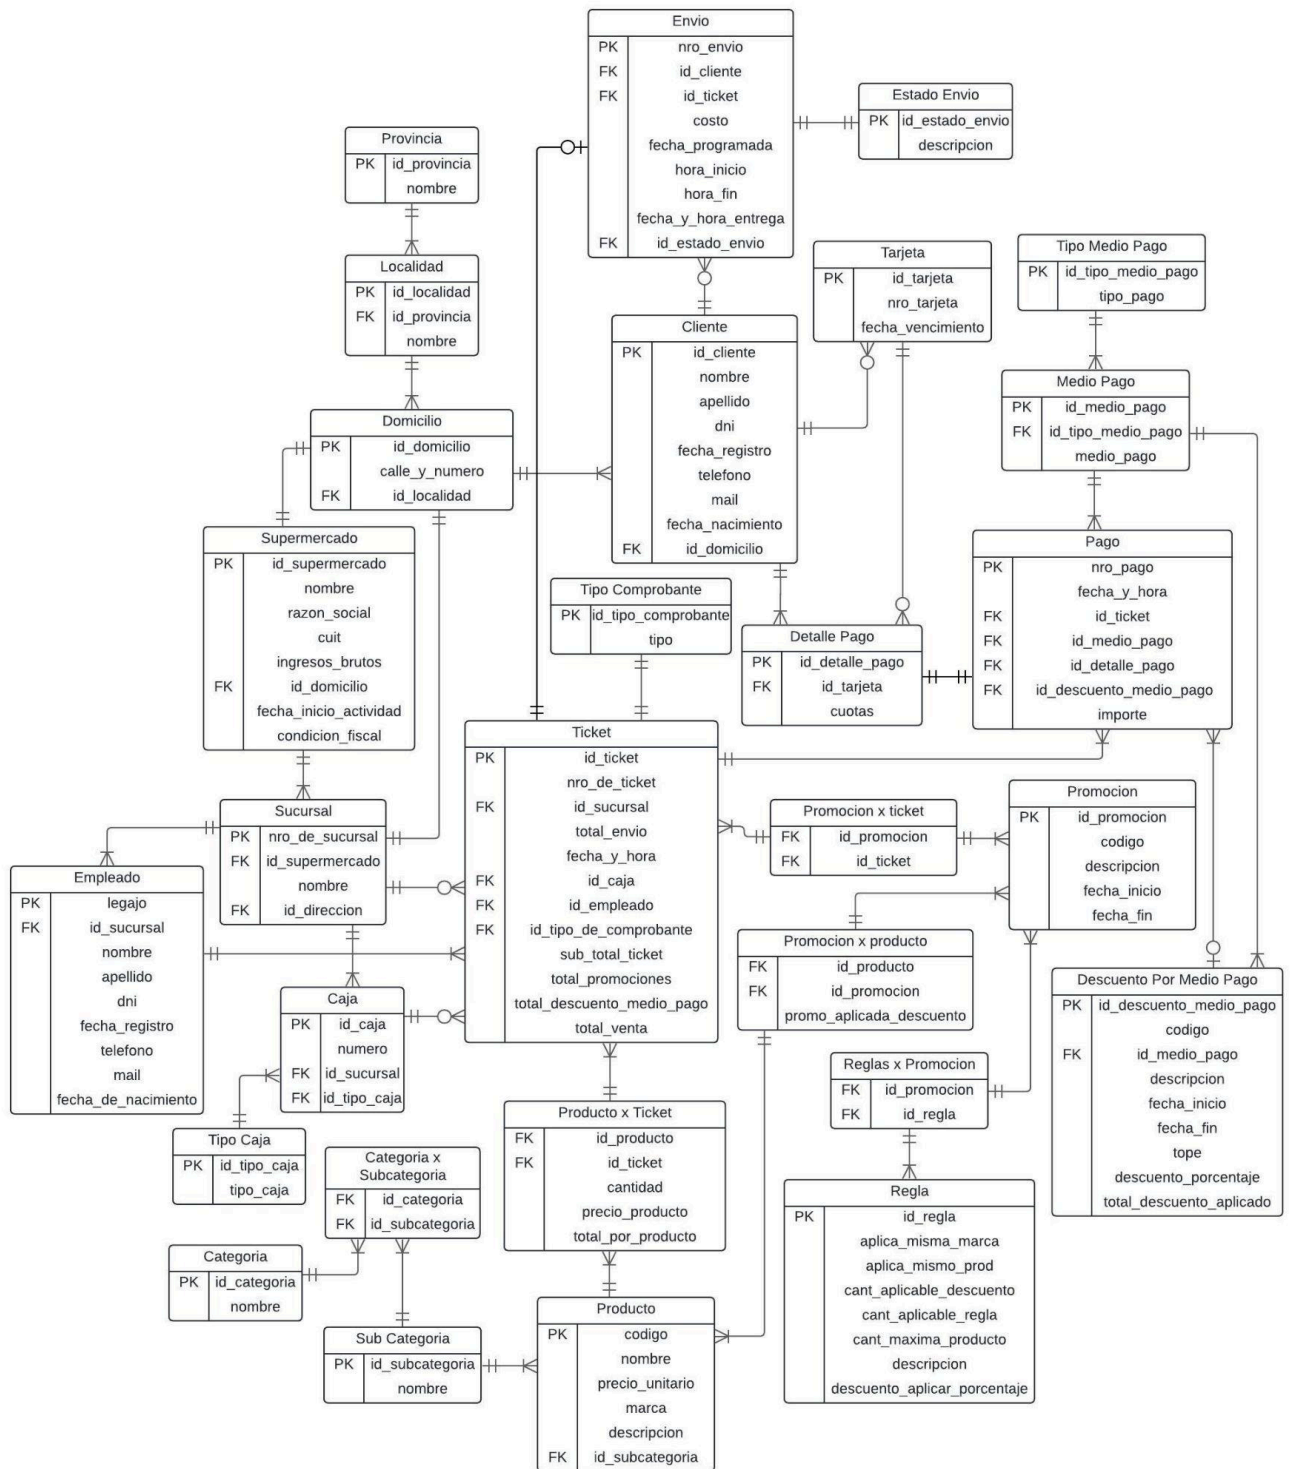 Envio
PK nro_envio
FK id_cliente
FK id_ticket
costo
fecha_programada
hora_inicio
hora_fin
fecha_y_hora_entrega
FK id_estado_envio
Estado Envio
PK id_estado_envio
descripcion
Provincia
PK id_provincia
nombre
Localidad
PK id_localidad
FK id_provincia
nombre
Tarjeta
PK id_tarjeta
nro_tarjeta
fecha_vencimiento
Tipo Medio Pago
PK id_tipo_medio_pago
tipo_pago
Cliente
PK id_cliente
nombre
apellido
dni
fecha_registro
telefono
mail
fecha_nacimiento
FK id_domicilio
Medio Pago
PK id_medio_pago
FK id_tipo_medio_pago
medio_pago
Domicilio
PK id_domicilio
calle_y_numero
FK id_localidad
Supermercado
PK id_supermercado
nombre
razon_social
cuit
ingresos_brutos
FK id_domicilio
fecha_inicio_actividad
condicion_fiscal
Tipo Comprobante
PK id_tipo_comprobante
tipo
Detalle Pago
PK id_detalle_pago
FK id_tarjeta
cuotas
Pago
PK nro_pago
fecha_y_hora
FK id_ticket
FK id_medio_pago
FK id_detalle_pago
FK id_descuento_medio_pago
importe
Ticket
PK id_ticket
nro_de_ticket
FK id_sucursal
total_envio
fecha_y_hora
FK id_caja
FK id_empleado
FK id_tipo_de_comprobante
sub_total_ticket
total_promociones
total_descuento_medio_pago
total_venta
Sucursal
PK nro_de_sucursal
FK id_supermercado
nombre
FK id_direccion
Promocion x ticket
FK id_promocion
FK id_ticket
Promocion
PK id_promocion
codigo
descripcion
fecha_inicio
fecha_fin
Empleado
PK legajo
FK id_sucursal
nombre
apellido
dni
fecha_registro
telefono
mail
fecha_de_nacimiento
Promocion x producto
FK id_producto
FK id_promocion
promo_aplicada_descuento
Descuento Por Medio Pago
PK id_descuento_medio_pago
codigo
FK id_medio_pago
descripcion
fecha_inicio
fecha_fin
tope
descuento_porcentaje
total_descuento_aplicado
Caja
PK id_caja
numero
FK id_sucursal
FK id_tipo_caja
Reglas x Promocion
FK id_promocion
FK id_regla
Tipo Caja
PK id_tipo_caja
tipo_caja
Categoria x
Subcategoria
FK id_categoria
FK id_subcategoria
Producto x Ticket
FK id_producto
FK id_ticket
cantidad
precio_producto
total_por_producto
Regla
PK id_regla
aplica_misma_marca
aplica_mismo_prod
cant_aplicable_descuento
cant_aplicable_regla
cant_maxima_producto
descripcion
descuento_aplicar_porcentaje
Categoria
PK id_categoria
nombre
Sub Categoria
PK id_subcategoria
nombre
Producto
PK codigo
nombre
precio_unitario
marca
descripcion
FK id_subcategoria